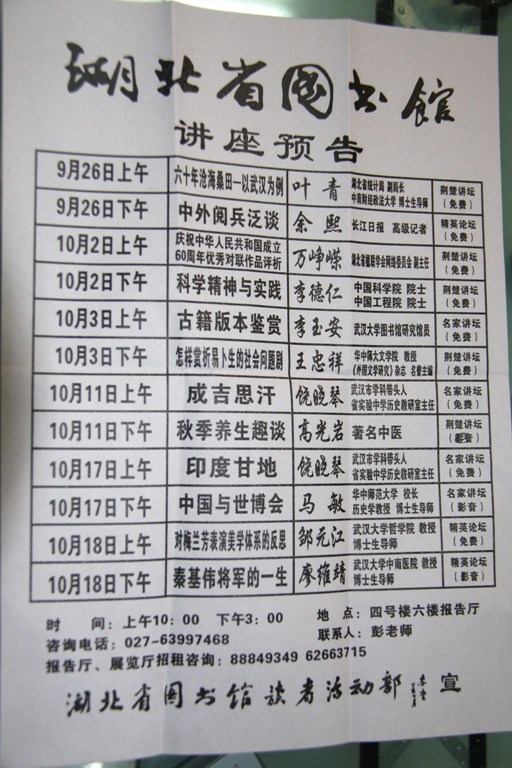 湖北省图书馆
讲座预告
9月26日上午 六十年沧海桑田—以武汉为例 叶青 湖北省统计局 副局长 中南财经政法大学 博士生导师 荆楚讲坛(免费)
9月26日下午 中外阅兵泛谈 余熙 长江日报 高级记者 精英论坛(免费)
10月2日上午 庆祝中华人民共和国成立60周年优秀对联作品评析 万峥嵘 湖北省楹联学会网络委员会 副主任 荆楚讲坛(免费)
10月2日下午 科学精神与实践 李德仁 中国科学院 院士 中国工程院 院士 荆楚讲坛(免费)
10月3日上午 古籍版本鉴赏 李玉安 武汉大学图书馆研究馆员 名家讲坛(免费)
10月3日下午 怎样赏析易卜生的社会问题剧 王忠祥 华中师大文学院 教授 《外国文学研究》杂志 名誉主编 荆楚讲坛(免费)
10月11日上午 成吉思汗 饶晓琴 武汉市学科带头人 省实验中学历史教研室主任 名家讲坛(免费)
10月11日下午 秋季养生趣谈 高光岩 著名中医 荆楚讲坛
10月17日上午 印度甘地 饶晓琴 武汉市学科带头人 省实验中学历史教研室主任 名家讲坛(免费)
10月17日下午 中国与世博会 马敏 华中师范大学 校长 历史学教授 博士生导师 名家讲坛(影音)
10月18日上午 对梅兰芳表演美学体系的反思 邹元江 武汉大学哲学院 教授 博士生导师 精英论坛(免费)
10月18日下午 秦基伟将军的一生 廖维靖 武汉大学中南医院 教授 博士生导师 精英论坛(影音)
时 间：上午10：00 下午3：00 地 点：四号楼六楼报告厅
咨询电话：027-63997468 联系人：彭老师
报告厅、展览厅招租咨询：88849349 62663715
湖北省图书馆读者活动部 宣